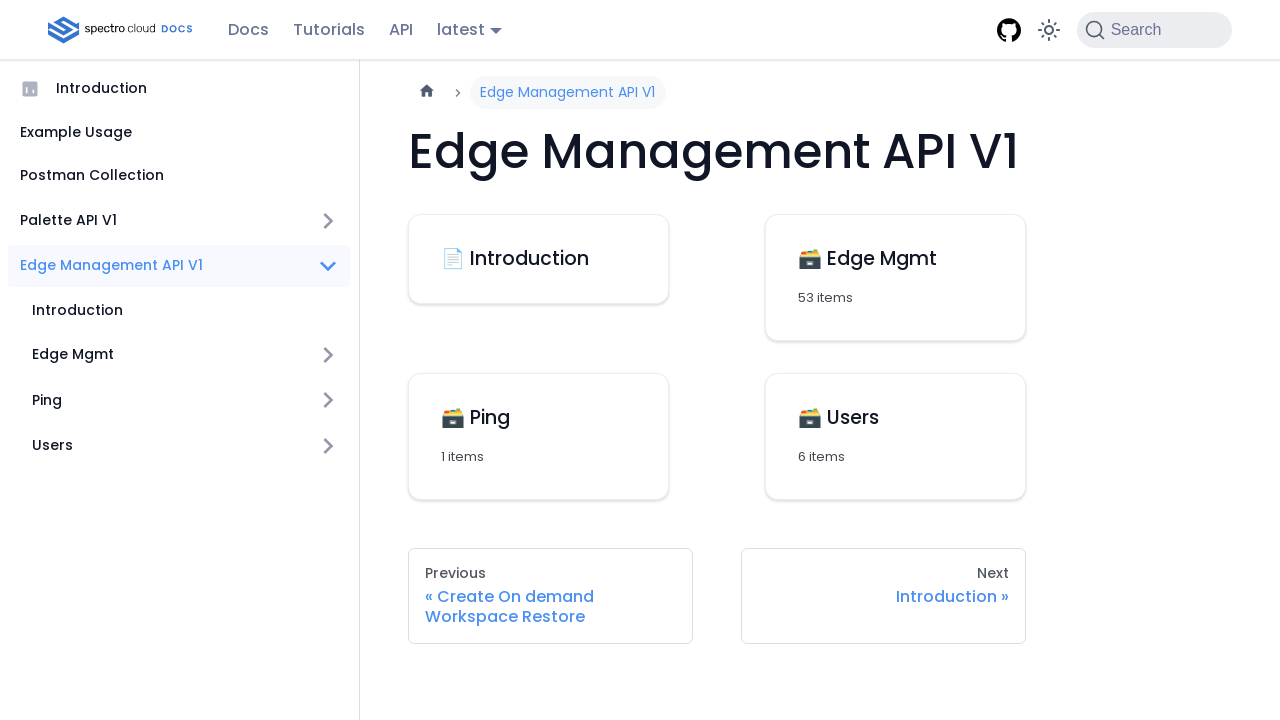 spectro cloud DOCS
Docs
Tutorials
API
latest
Search
Introduction
Example Usage
Postman Collection
Palette API V1
Edge Management API V1
Introduction
Edge Mgmt
Ping
Users
Edge Management API V1
Edge Management API V1
📄 Introduction
🗃️ Edge Mgmt
53 items
🗃️ Ping
1 items
🗃️ Users
6 items
Previous
« Create On demand
Workspace Restore
Next
Introduction »